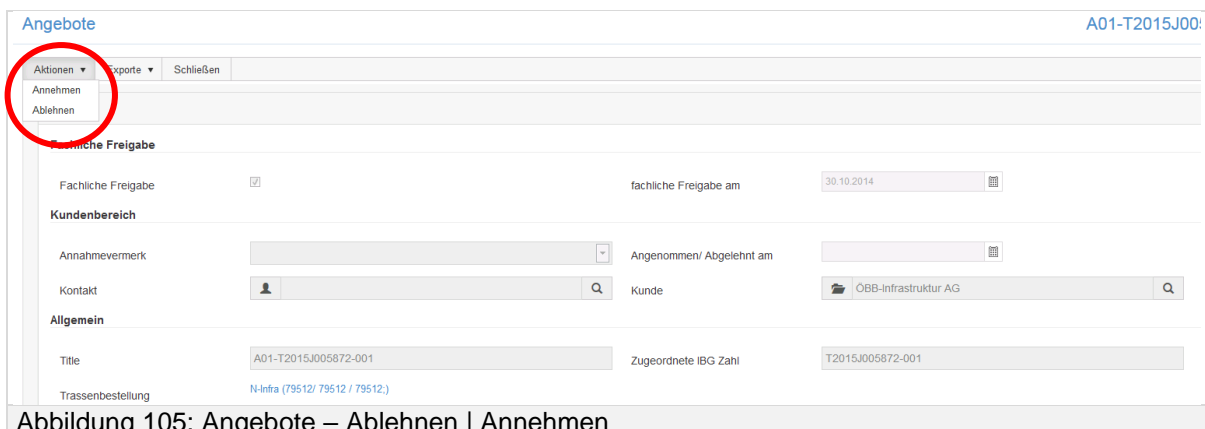 Angebote A01-T2015J00
Aktionen Exporte Schließen
Annehmen
Ablehnen
Fachliche Freigabe
Fachliche Freigabe fachliche Freigabe am 30.10.2014
Kundenbereich
Annahmevermerk Angenommen/ Abgelehnt am
Kontakt Kunde ÖBB-Infrastruktur AG
Allgemein
Title A01-T2015J005872-001 Zugeordnete IBG Zahl T2015J005872-001
Trassenbestellung N-Infra (79512/ 79512 / 79512;)
Abbildung 105: Angebote – Ablehnen | Annehmen